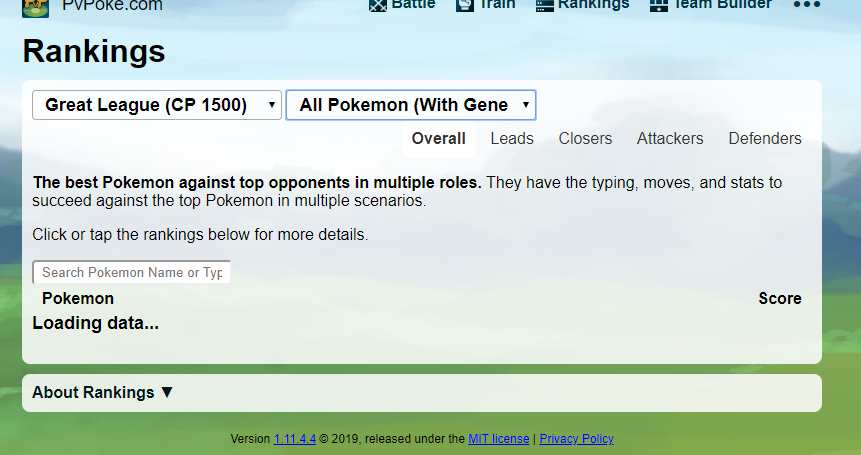 PvPoke.com
Battle
Train
Rankings
Team Builder
Rankings
Great League (CP 1500)
All Pokemon (With Gene
Overall Leads Closers Attackers Defenders
The best Pokemon against top opponents in multiple roles. They have the typing, moves, and stats to
succeed against the top Pokemon in multiple scenarios.
Click or tap the rankings below for more details.
Search Pokemon Name or Typ
Pokemon Score
Loading data...
About Rankings ▼
Version 1.11.4.4 © 2019, released under the MIT license | Privacy Policy